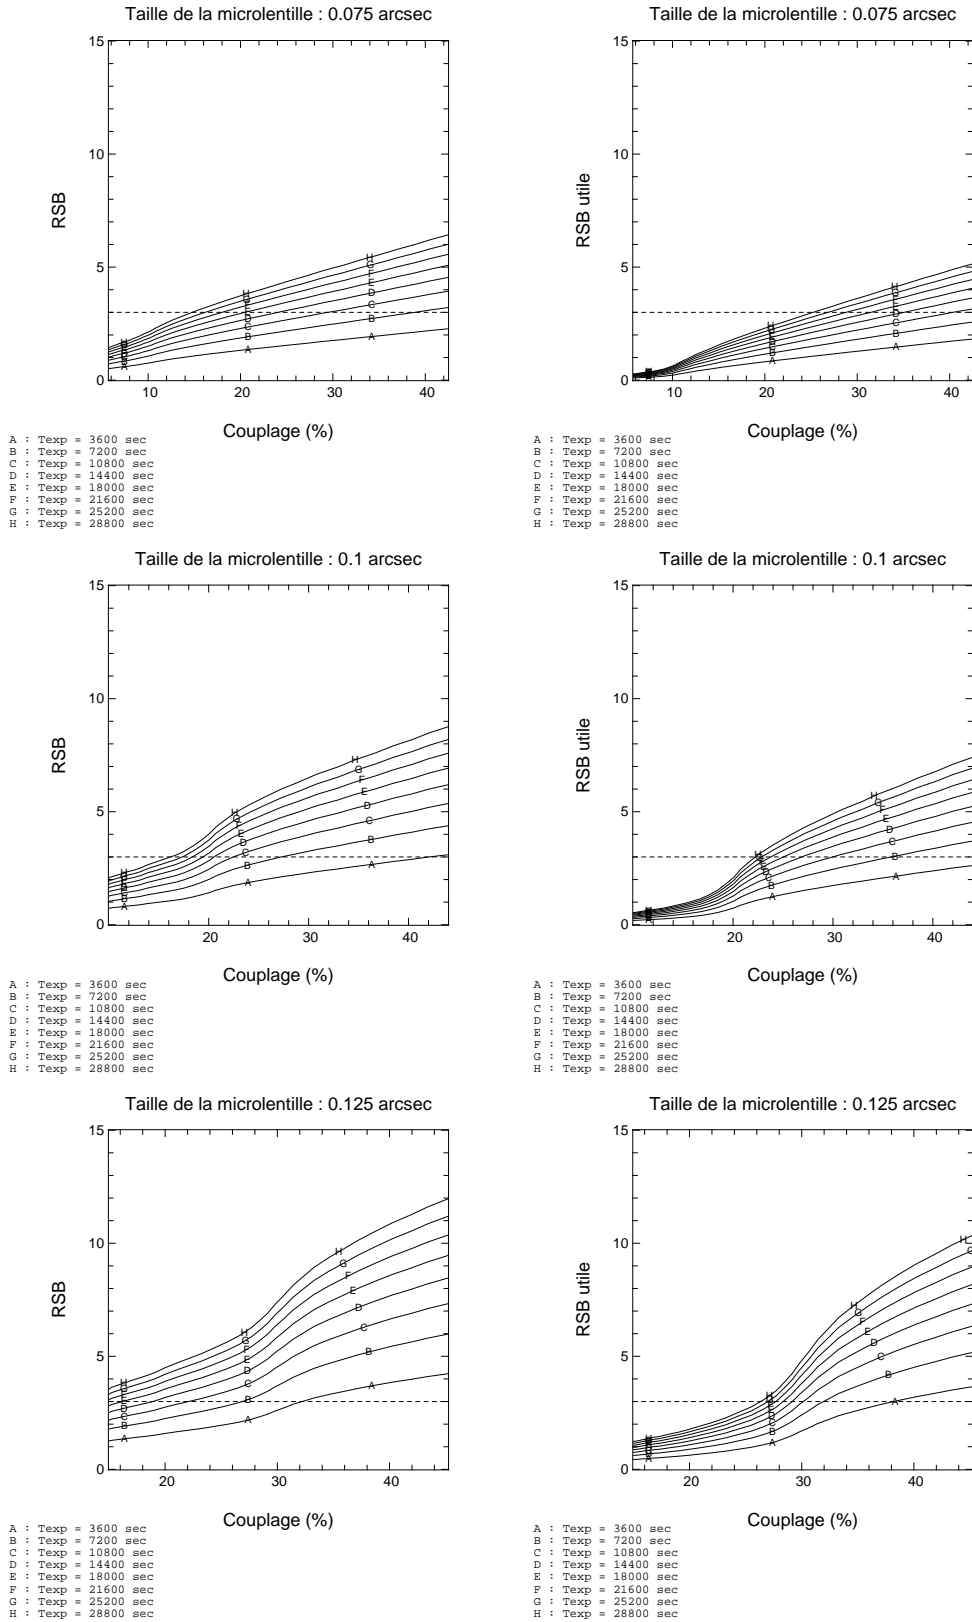 Taille de la microlentille : 0.075 arcsec
15
10
5
0
RSB
10 20 30 40
Couplage (%)
H G F E D C B A
H G F E D C B A
A : Texp = 3600 sec
B : Texp = 7200 sec
C : Texp = 10800 sec
D : Texp = 14400 sec
E : Texp = 18000 sec
F : Texp = 21600 sec
G : Texp = 25200 sec
H : Texp = 28800 sec
Taille de la microlentille : 0.075 arcsec
15
10
5
0
RSB utile
10 20 30 40
Couplage (%)
H G F E D C B A
H G F E D C B A
A : Texp = 3600 sec
B : Texp = 7200 sec
C : Texp = 10800 sec
D : Texp = 14400 sec
E : Texp = 18000 sec
F : Texp = 21600 sec
G : Texp = 25200 sec
H : Texp = 28800 sec
Taille de la microlentille : 0.1 arcsec
15
10
5
0
RSB
20 30 40
Couplage (%)
H G F E D C B A
H G F E D C B A
A : Texp = 3600 sec
B : Texp = 7200 sec
C : Texp = 10800 sec
D : Texp = 14400 sec
E : Texp = 18000 sec
F : Texp = 21600 sec
G : Texp = 25200 sec
H : Texp = 28800 sec
Taille de la microlentille : 0.1 arcsec
15
10
5
0
RSB utile
20 30 40
Couplage (%)
H G F E D C B A
H G F E D C B A
A : Texp = 3600 sec
B : Texp = 7200 sec
C : Texp = 10800 sec
D : Texp = 14400 sec
E : Texp = 18000 sec
F : Texp = 21600 sec
G : Texp = 25200 sec
H : Texp = 28800 sec
Taille de la microlentille : 0.125 arcsec
15
10
5
0
RSB
20 30 40
Couplage (%)
H G F E D C B A
H G F E D C B A
A : Texp = 3600 sec
B : Texp = 7200 sec
C : Texp = 10800 sec
D : Texp = 14400 sec
E : Texp = 18000 sec
F : Texp = 21600 sec
G : Texp = 25200 sec
H : Texp = 28800 sec
Taille de la microlentille : 0.125 arcsec
15
10
5
0
RSB utile
20 30 40
Couplage (%)
H G F E D C B A
H G F E D C B A
H G
A : Texp = 3600 sec
B : Texp = 7200 sec
C : Texp = 10800 sec
D : Texp = 14400 sec
E : Texp = 18000 sec
F : Texp = 21600 sec
G : Texp = 25200 sec
H : Texp = 28800 sec